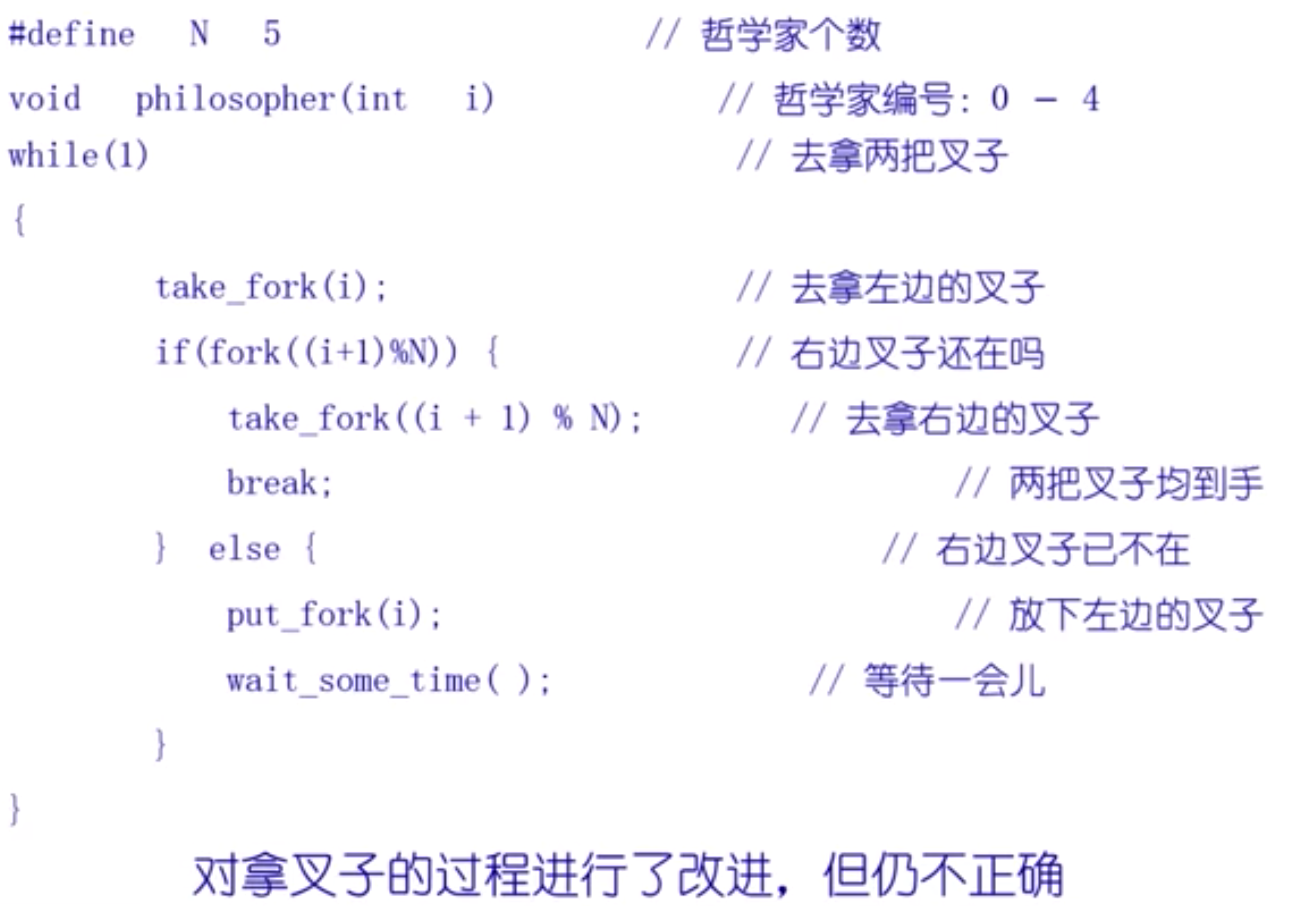 #define N 5 // 哲学家个数
void philosopher(int i) // 哲学家编号: 0 － 4
while(1) // 去拿两把叉子
{
take_fork(i); // 去拿左边的叉子
if(fork((i+1)%N)) { // 右边叉子还在吗
take_fork((i + 1) % N); // 去拿右边的叉子
break; // 两把叉子均到手
} else { // 右边叉子已不在
put_fork(i); // 放下左边的叉子
wait_some_time( ); // 等待一会儿
}
}
对拿叉子的过程进行了改进，但仍不正确